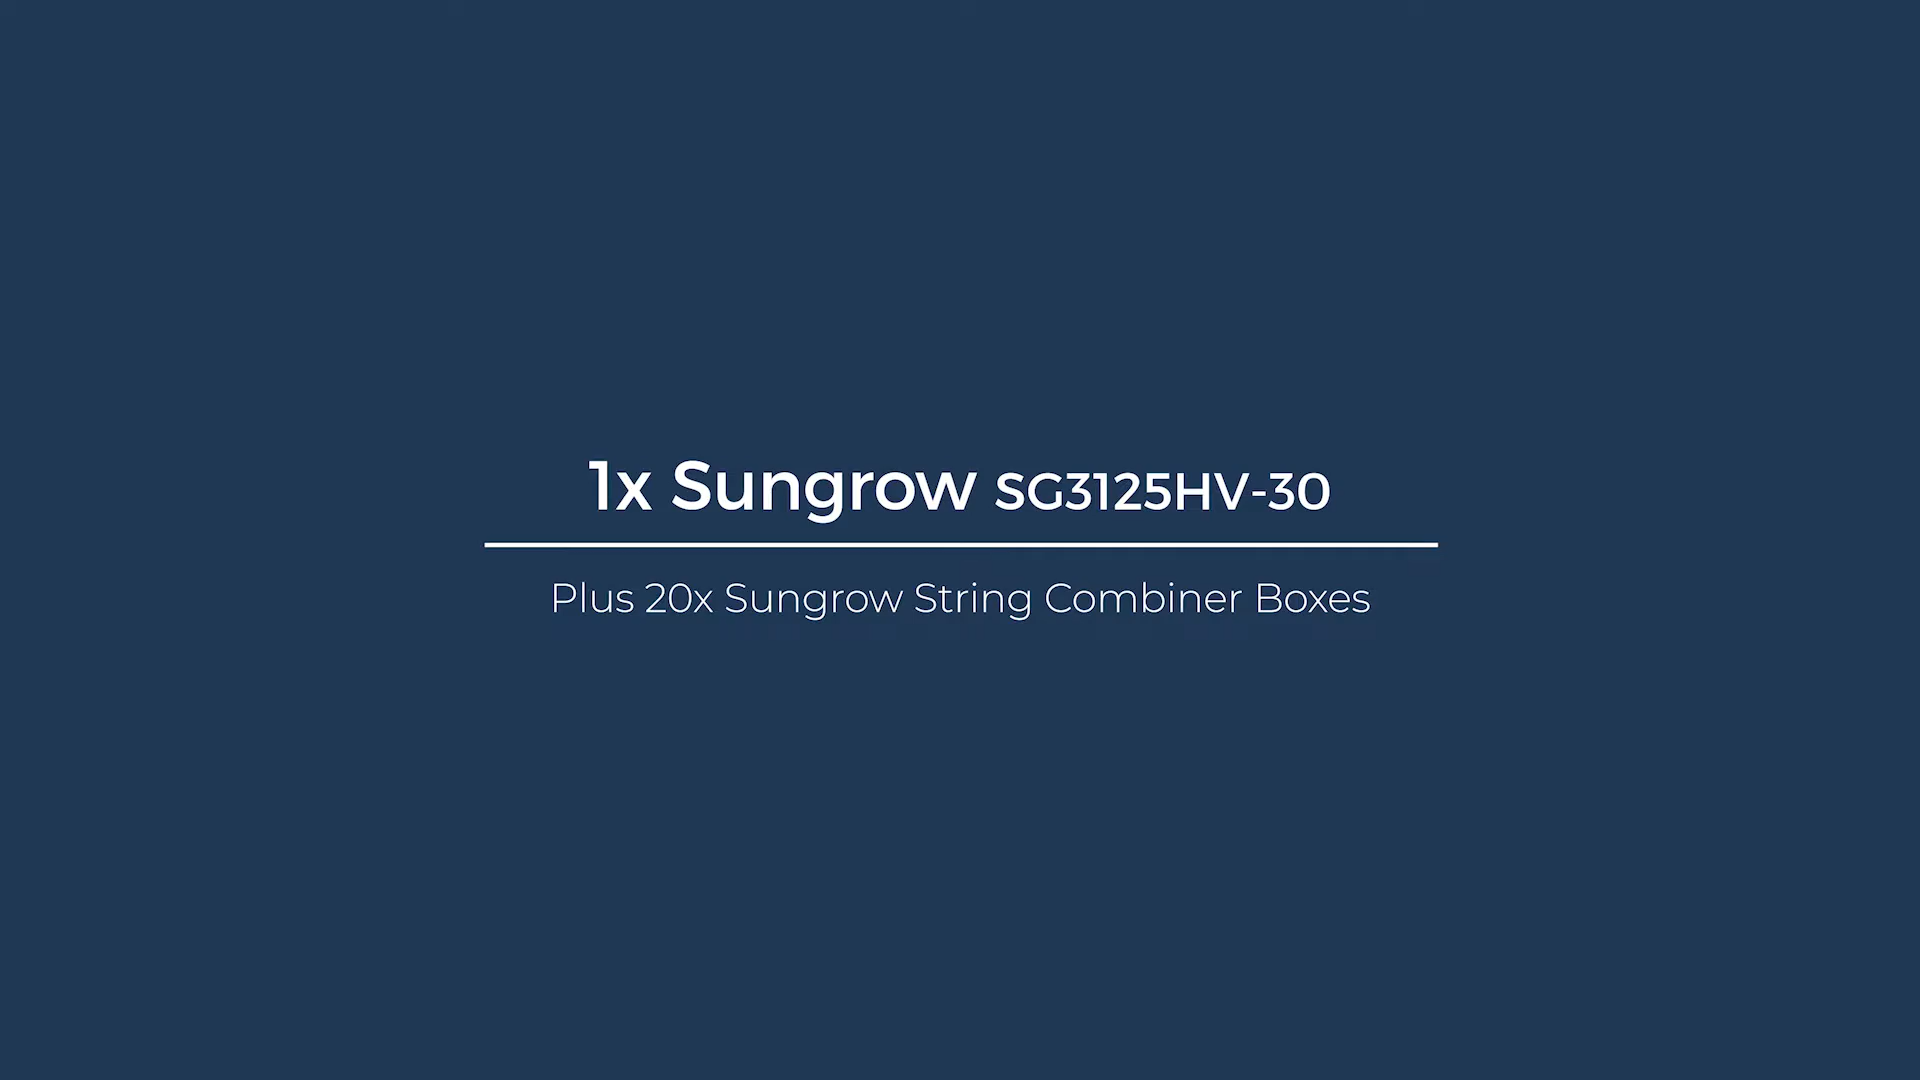 1x Sungrow SG3125HV-30
Plus 20x Sungrow String Combiner Boxes